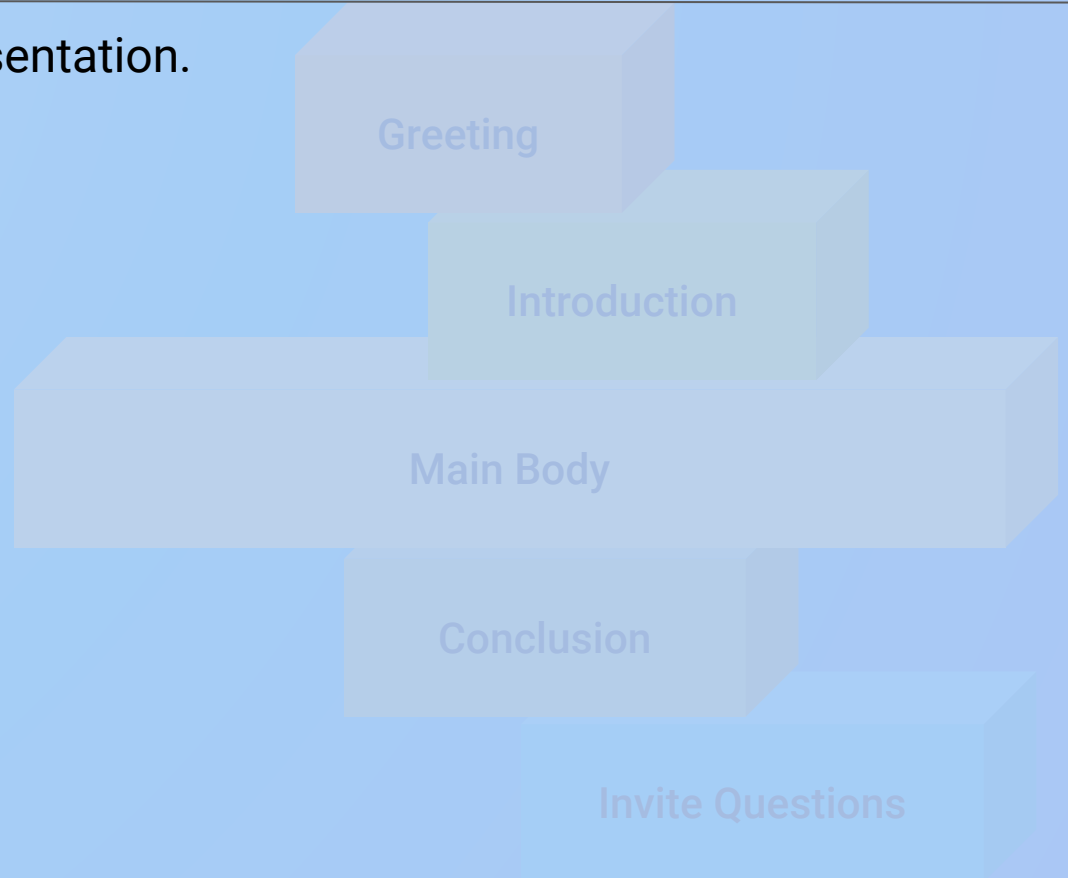 sentation.
Greeting
Introduction
Main Body
Conclusion
Invite Questions